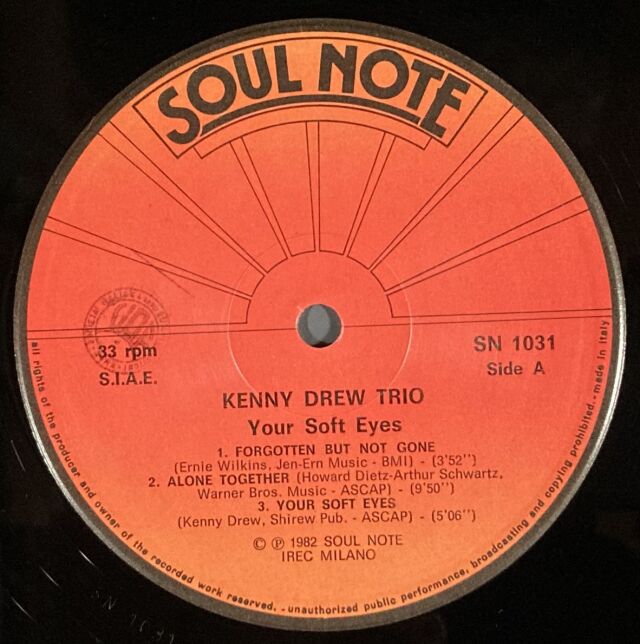 SOUL NOTE
33 rpm
S.I.A.E.
SN 1031
Side A
KENNY DREW TRIO
Your Soft Eyes
1. FORGOTTEN BUT NOT GONE
(Ernie Wilkins, Jen-Ern Music - BMI) - (3'52")
2. ALONE TOGETHER (Howard Dietz-Arthur Schwartz,
Warner Bros. Music - ASCAP) - (9'50")
3. YOUR SOFT EYES
(Kenny Drew, Shirew Pub. - ASCAP) - (5'06")
© ℗ 1982 SOUL NOTE
IREC MILANO
all rights of the producer and owner of the recorded work reserved. - unauthorized public performance, broadcasting and copying prohibited. - made in Italy